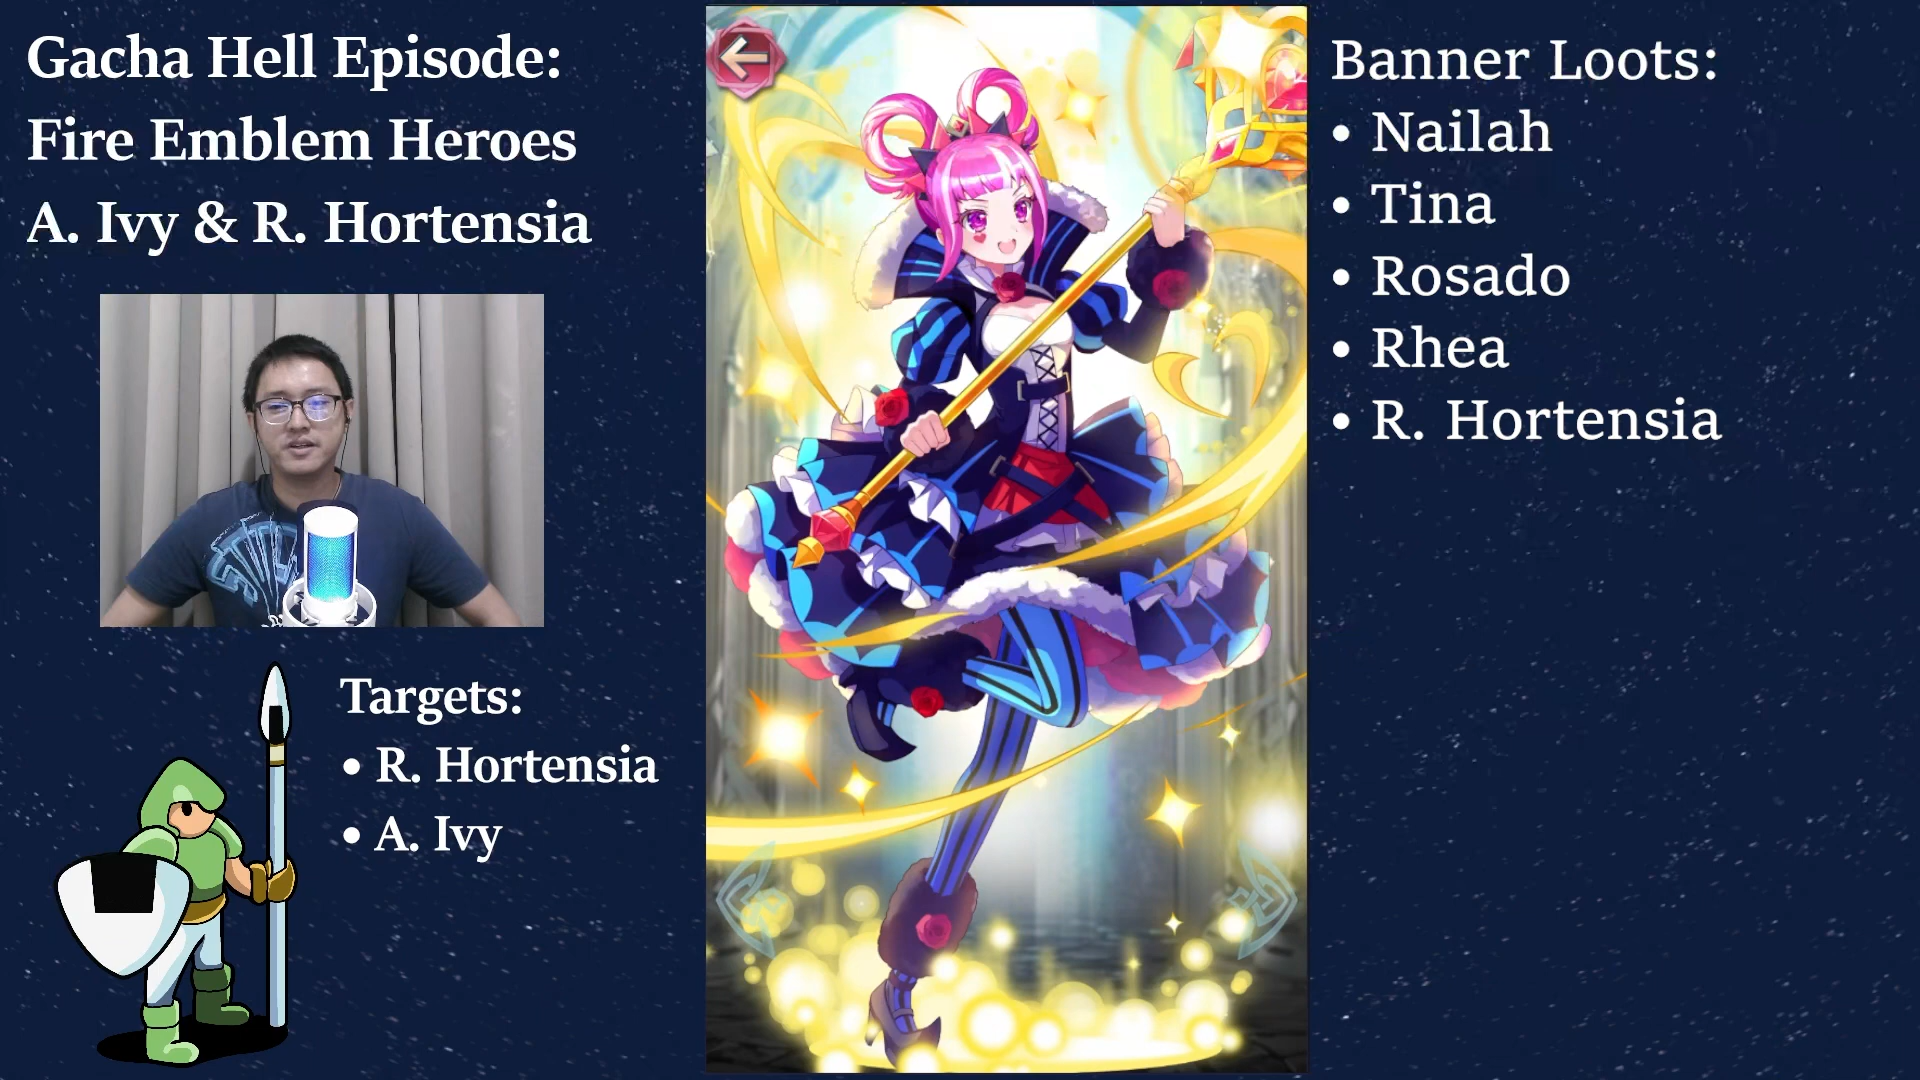 Gacha Hell Episode:
Fire Emblem Heroes
A. Ivy & R. Hortensia
Targets:
• R. Hortensia
• A. Ivy
Banner Loots:
• Nailah
• Tina
• Rosado
• Rhea
• R. Hortensia